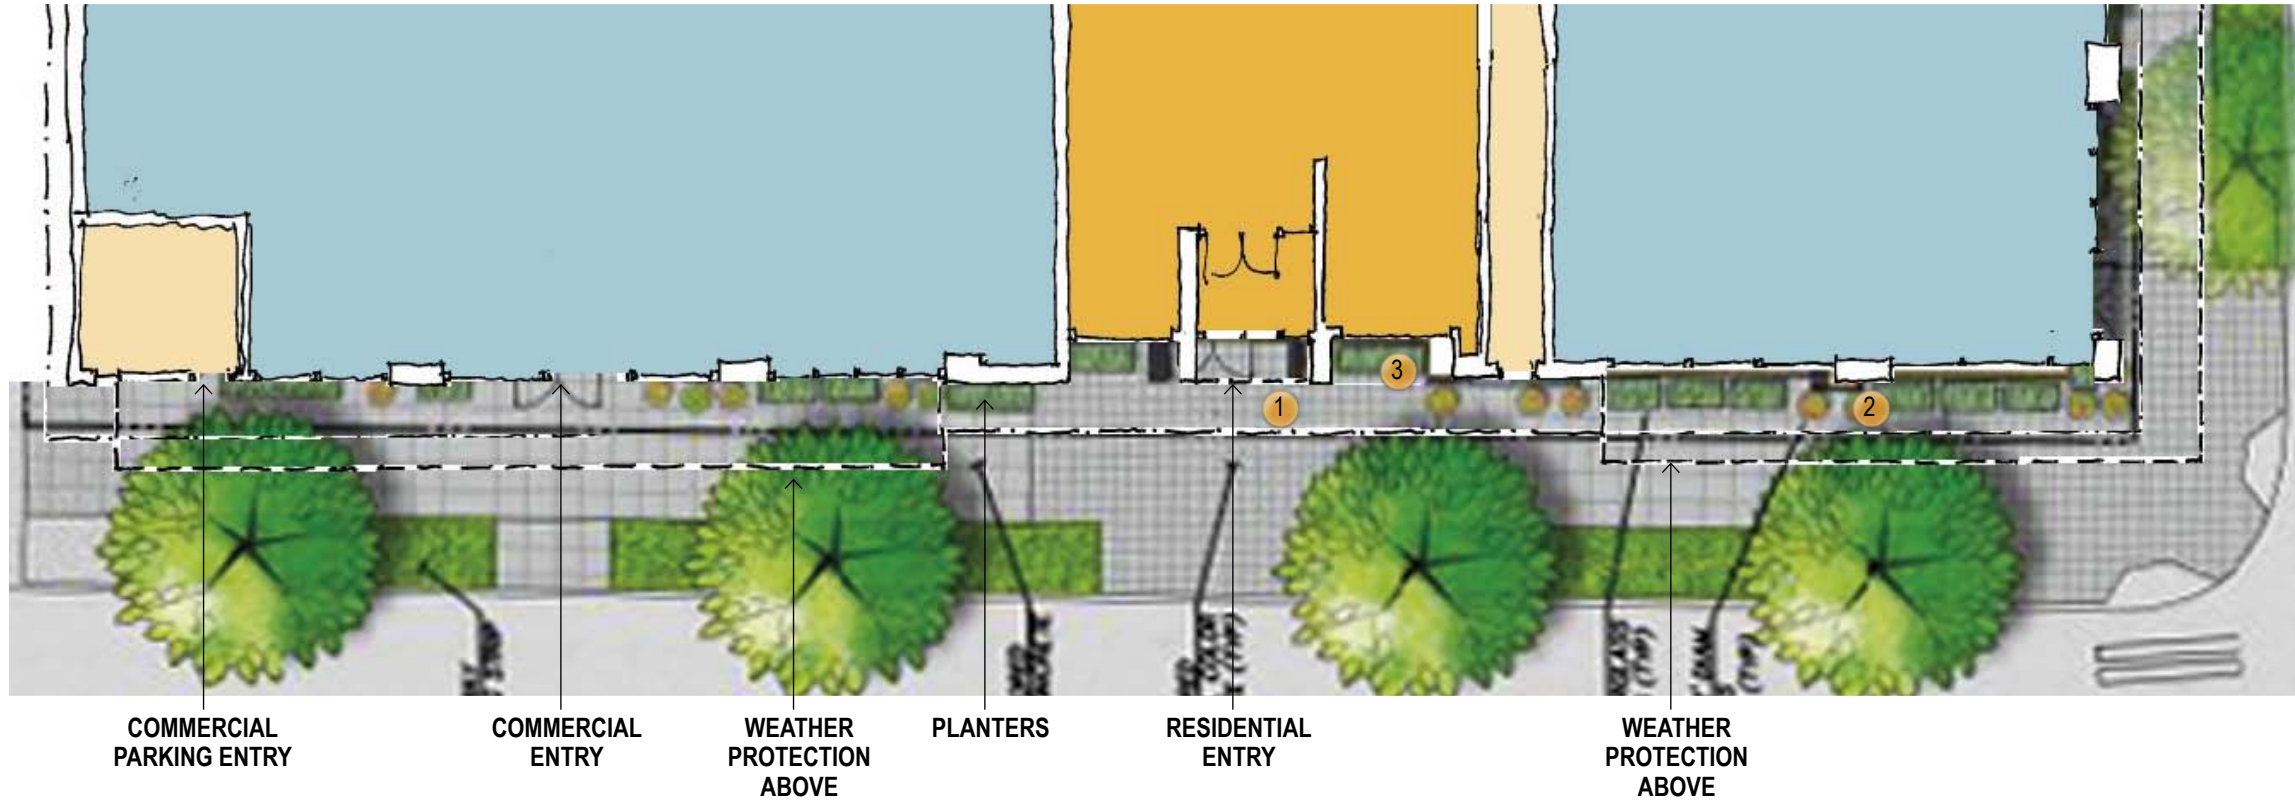 3
1
2
COMMERCIAL
PARKING ENTRY
COMMERCIAL
ENTRY
WEATHER
PROTECTION
ABOVE
PLANTERS
RESIDENTIAL
ENTRY
WEATHER
PROTECTION
ABOVE